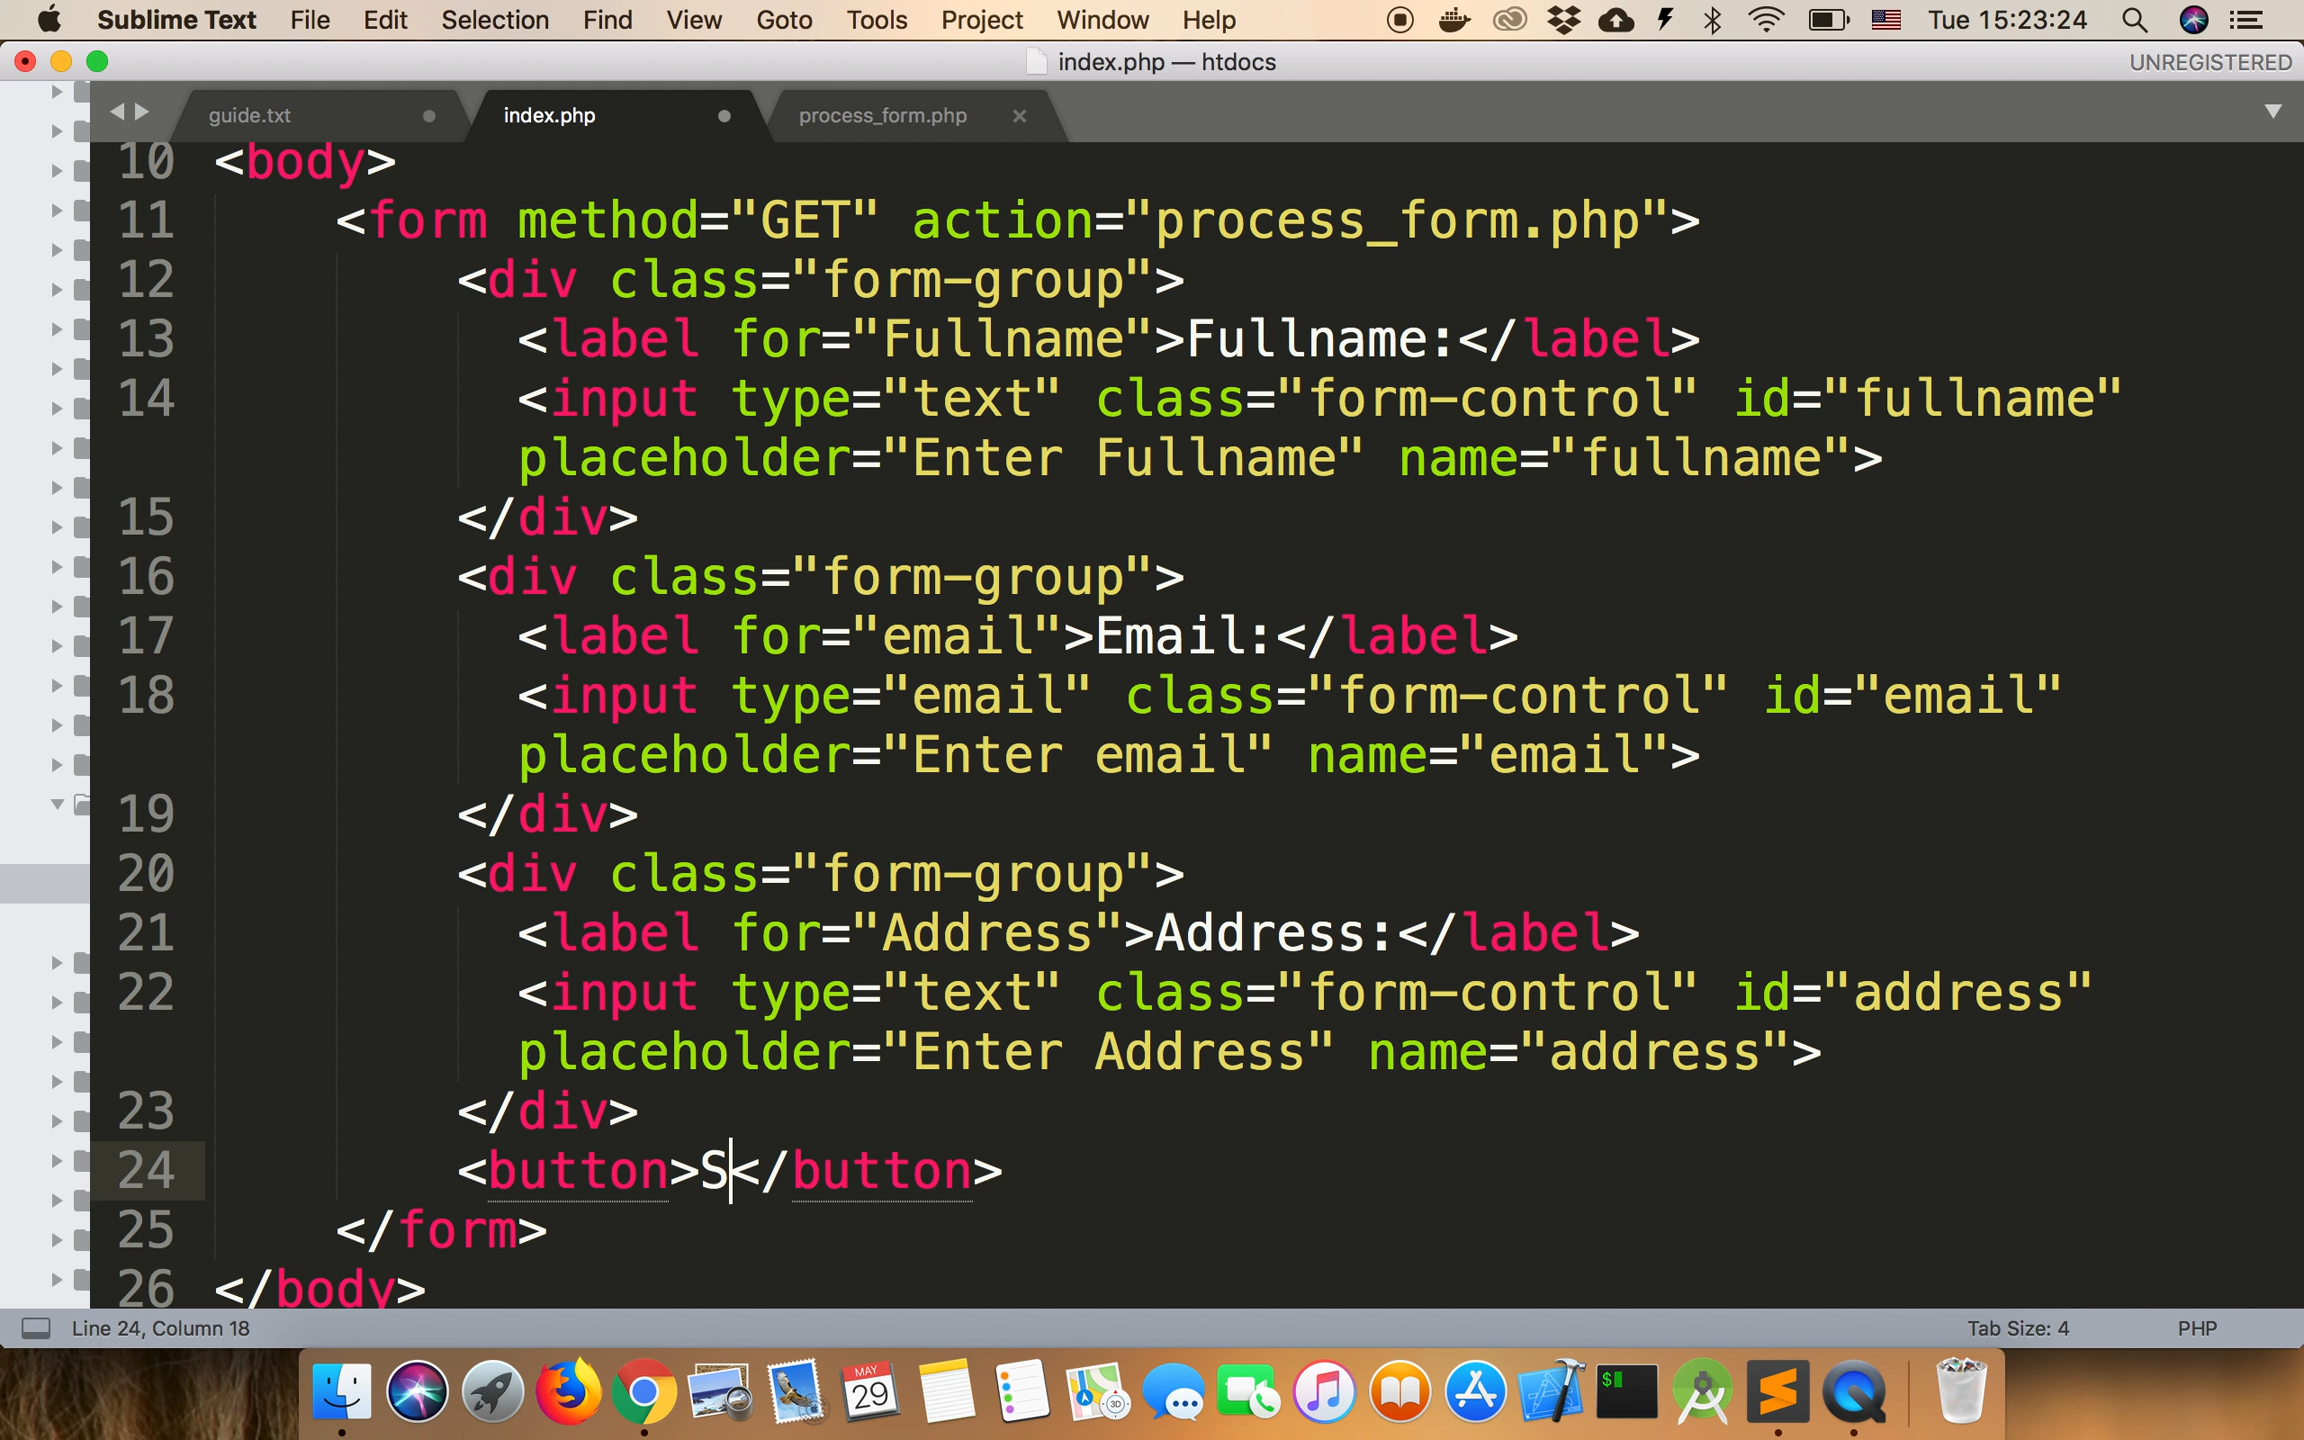 Sublime Text File Edit Selection Find View Goto Tools Project Window Help Tue 15:23:24
index.php — htdocs UNREGISTERED
guide.txt index.php process_form.php
10 <body>
11 <form method="GET" action="process_form.php">
12 <div class="form-group">
13 <label for="Fullname">Fullname:</label>
14 <input type="text" class="form-control" id="fullname"
placeholder="Enter Fullname" name="fullname">
15 </div>
16 <div class="form-group">
17 <label for="email">Email:</label>
18 <input type="email" class="form-control" id="email"
placeholder="Enter email" name="email">
19 </div>
20 <div class="form-group">
21 <label for="Address">Address:</label>
22 <input type="text" class="form-control" id="address"
placeholder="Enter Address" name="address">
23 </div>
24 <button>S</button>
25 </form>
26 </body>
Line 24, Column 18 Tab Size: 4 PHP
MAY
29
3D
$